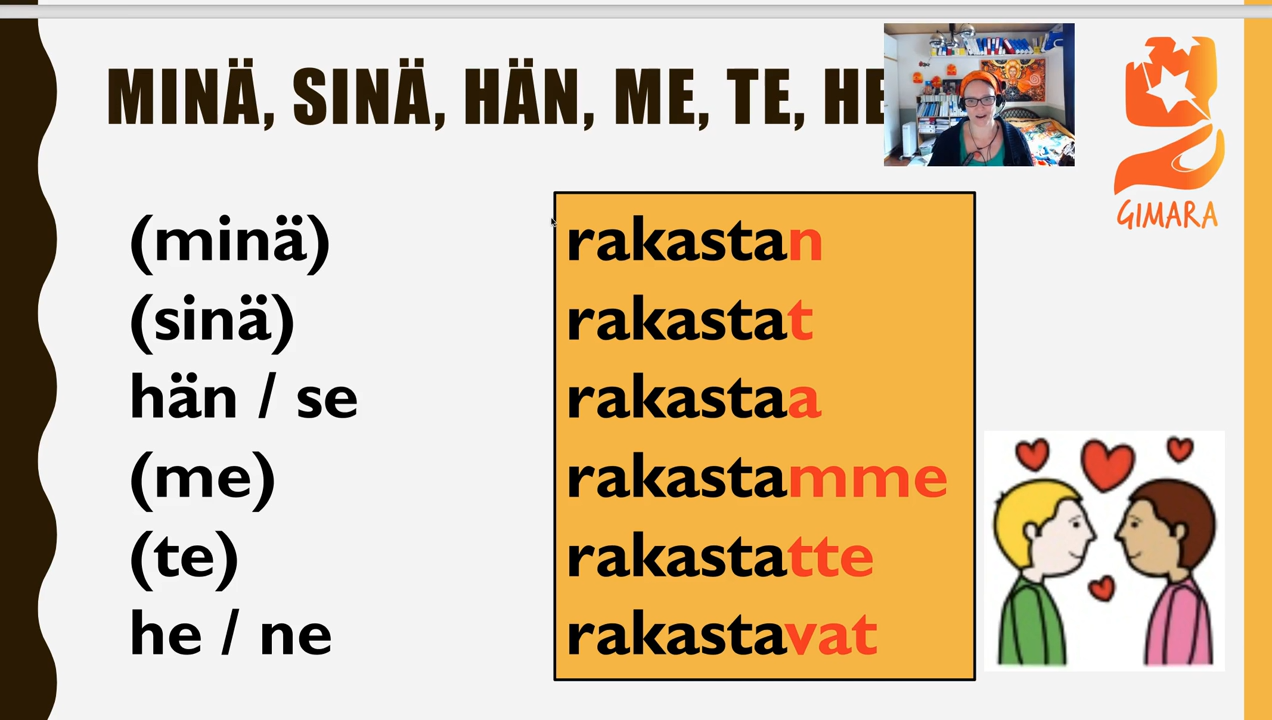 MINÄ, SINÄ, HÄN, ME, TE, HE
GIMARA
(minä) rakastan
(sinä) rakastat
hän / se rakastaa
(me) rakastamme
(te) rakastatte
he / ne rakastavat